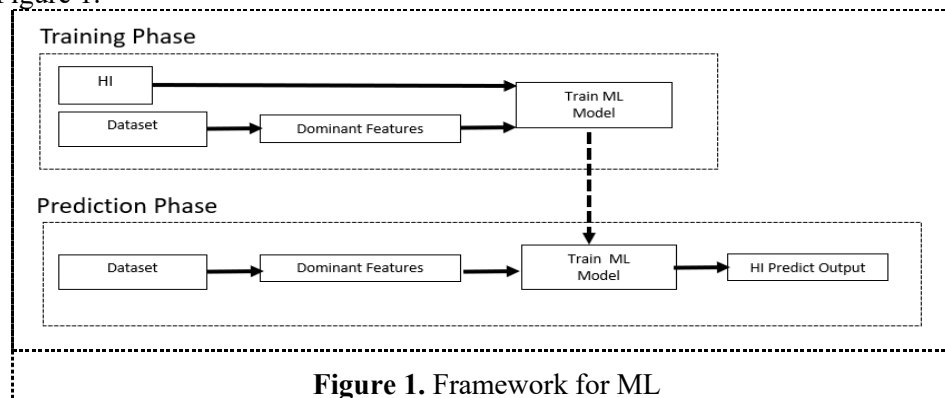 Figure 1.
Training Phase
HI
Dataset
Dominant Features
Train ML
Model
Prediction Phase
Dataset
Dominant Features
Train ML
Model
HI Predict Output
Figure 1. Framework for ML